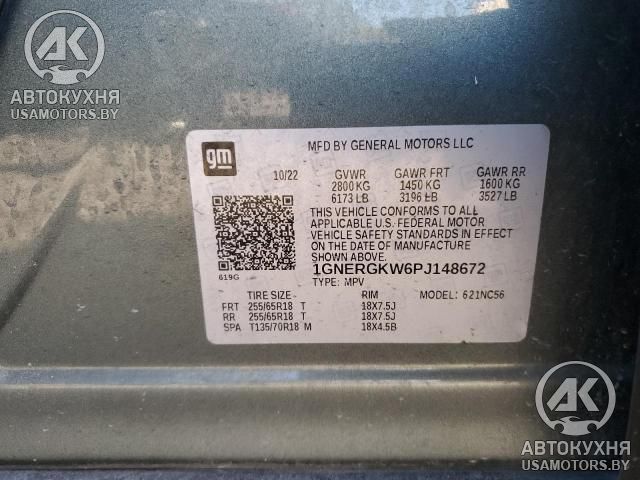 AK
АВТОКУХНЯ
USAMOTORS.BY
gm
MFD BY GENERAL MOTORS LLC
10/22 GVWR GAWR FRT GAWR RR
2800 KG 1450 KG 1600 KG
6173 LB 3196 LB 3527 LB
THIS VEHICLE CONFORMS TO ALL
APPLICABLE U.S. FEDERAL MOTOR
VEHICLE SAFETY STANDARDS IN EFFECT
ON THE DATE OF MANUFACTURE
SHOWN ABOVE.
1GNERGKW6PJ148672
619G
TYPE: MPV
TIRE SIZE RIM MODEL: 621NC56
FRT 255/65R18 T 18X7.5J
RR 255/65R18 T 18X7.5J
SPA T135/70R18 M 18X4.5B
AK
АВТОКУХНЯ
USAMOTORS.BY